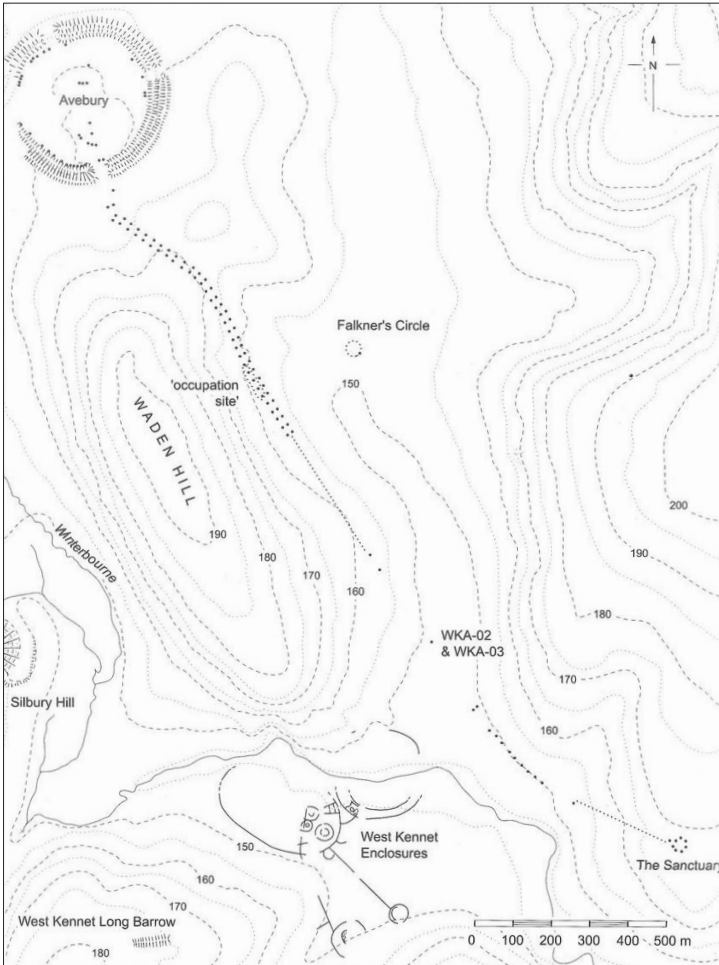 N
Avebury
Falkner's Circle
150
'occupation
site'
WADEN HILL
200
190
190
Winterbourne
180
170
160
180
WKA-02
& WKA-03
170
Silbury Hill
160
150
West Kennet
Enclosures
The Sanctuary
160
170
West Kennet Long Barrow
180
0 100 200 300 400 500 m